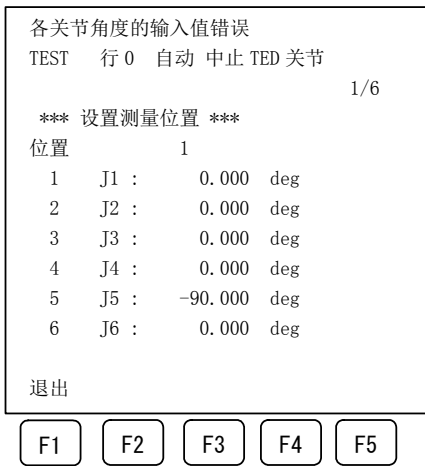 各关节角度的输入值错误
TEST 行 0 自动 中止 TED 关节
1/6
*** 设置测量位置 ***
位置 1
1 J1 : 0.000 deg
2 J2 : 0.000 deg
3 J3 : 0.000 deg
4 J4 : 0.000 deg
5 J5 : -90.000 deg
6 J6 : 0.000 deg
退出
F1 F2 F3 F4 F5